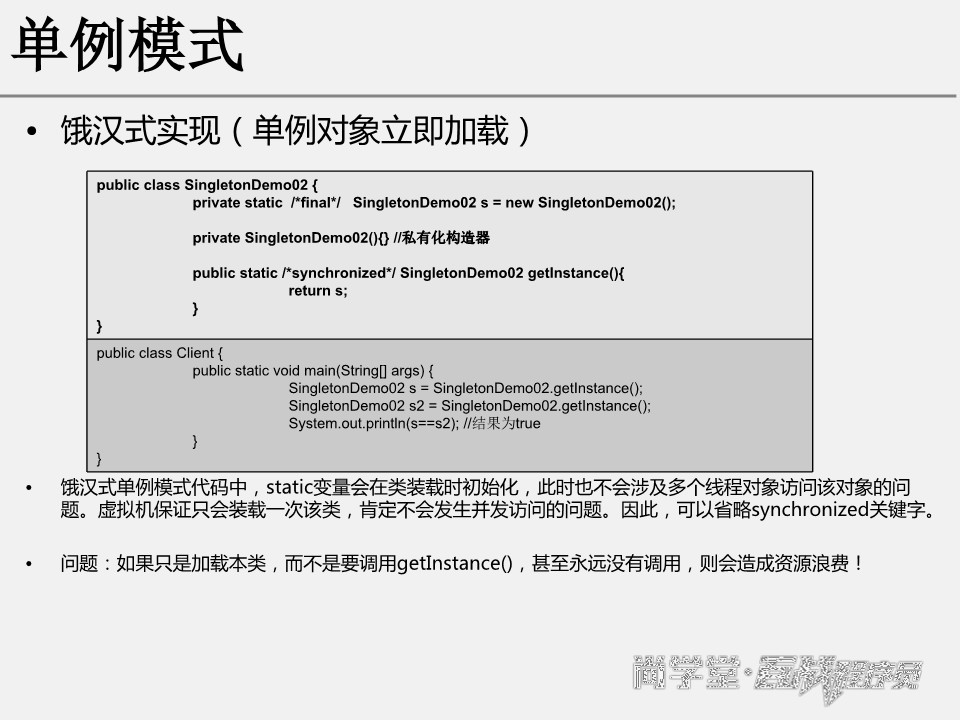 单例模式
• 饿汉式实现（单例对象立即加载）
public class SingletonDemo02 {
private static /*final*/ SingletonDemo02 s = new SingletonDemo02();
private SingletonDemo02(){} //私有化构造器
public static /*synchronized*/ SingletonDemo02 getInstance(){
return s;
}
}
public class Client {
public static void main(String[] args) {
SingletonDemo02 s = SingletonDemo02.getInstance();
SingletonDemo02 s2 = SingletonDemo02.getInstance();
System.out.println(s==s2); //结果为true
}
}
• 饿汉式单例模式代码中，static变量会在类装载时初始化，此时也不会涉及多个线程对象访问该对象的问
题。虚拟机保证只会装载一次该类，肯定不会发生并发访问的问题。因此，可以省略synchronized关键字。
• 问题：如果只是加载本类，而不是要调用getInstance()，甚至永远没有调用，则会造成资源浪费！
尚学堂·实战程序员